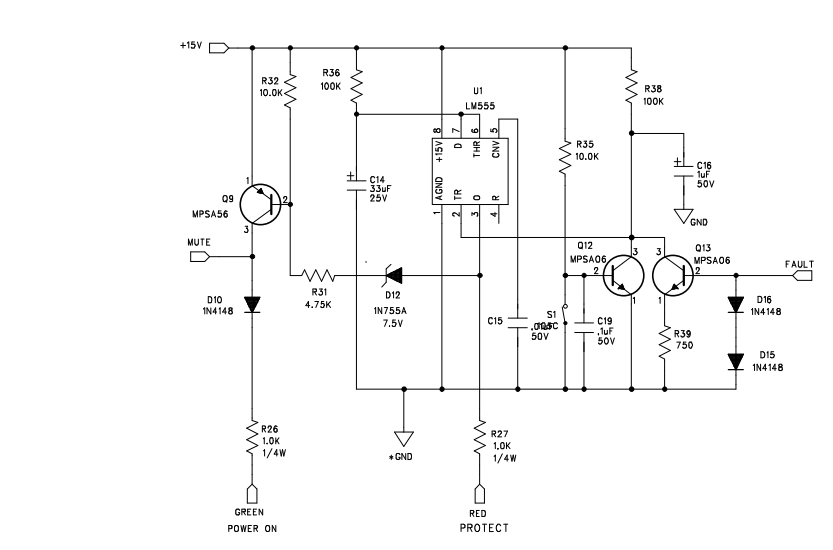 +15V
R32
10.0K
R36
100K
U1
LM555
R38
100K
8
7
6
5
+15V
D
THR
CNV
AGND
TR
O
R
1
2
3
4
R35
10.0K
C14
33uF
25V
C16
1uF
50V
GND
Q9
MPSA56
1
2
3
MUTE
Q12
MPSA06
3
2
1
Q13
MPSA06
3
2
1
FAULT
R31
4.75K
D12
1N755A
7.5V
D10
1N4148
C15
50V
S1
105C
C19
.1uF
50V
R39
750
D16
1N4148
D15
1N4148
R26
1.0K
1/4W
*GND
R27
1.0K
1/4W
GREEN
POWER ON
RED
PROTECT